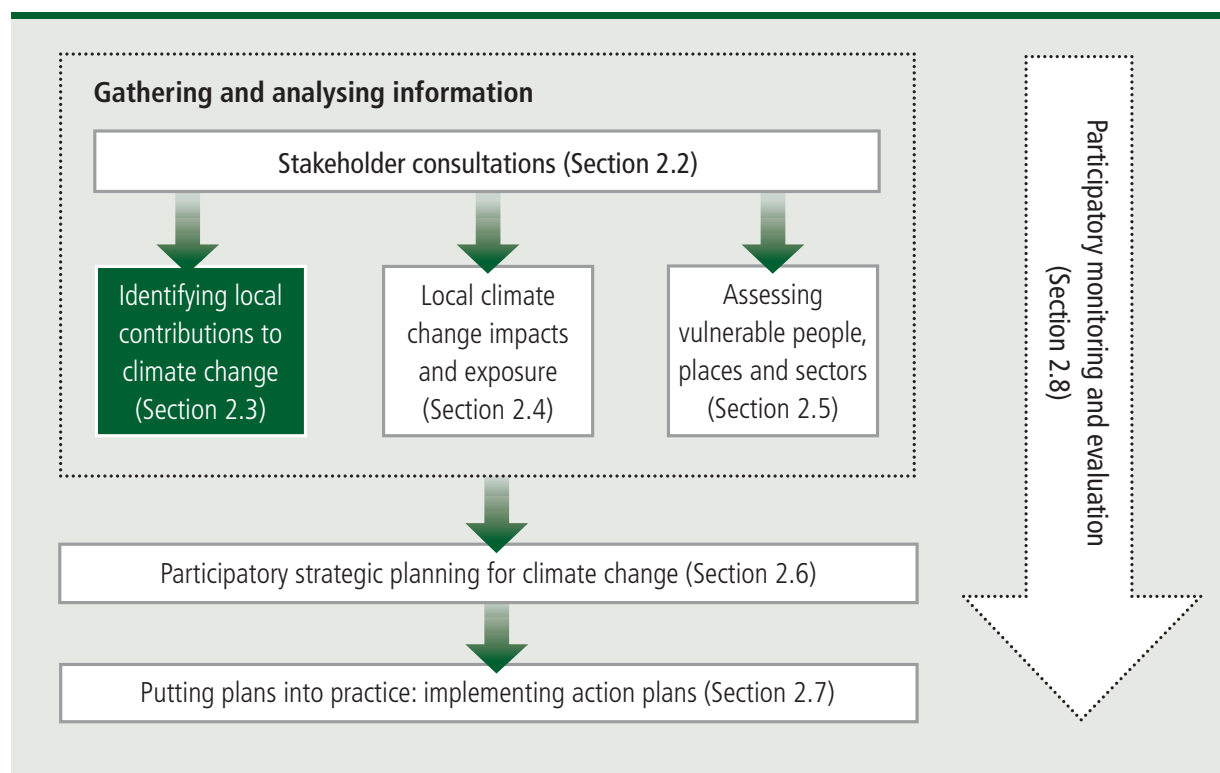 Gathering and analysing information
Stakeholder consultations (Section 2.2)
Identifying local
contributions to
climate change
(Section 2.3)
Local climate
change impacts
and exposure
(Section 2.4)
Assessing
vulnerable people,
places and sectors
(Section 2.5)
Participatory strategic planning for climate change (Section 2.6)
Putting plans into practice: implementing action plans (Section 2.7)
Participatory monitoring and evaluation
(Section 2.8)